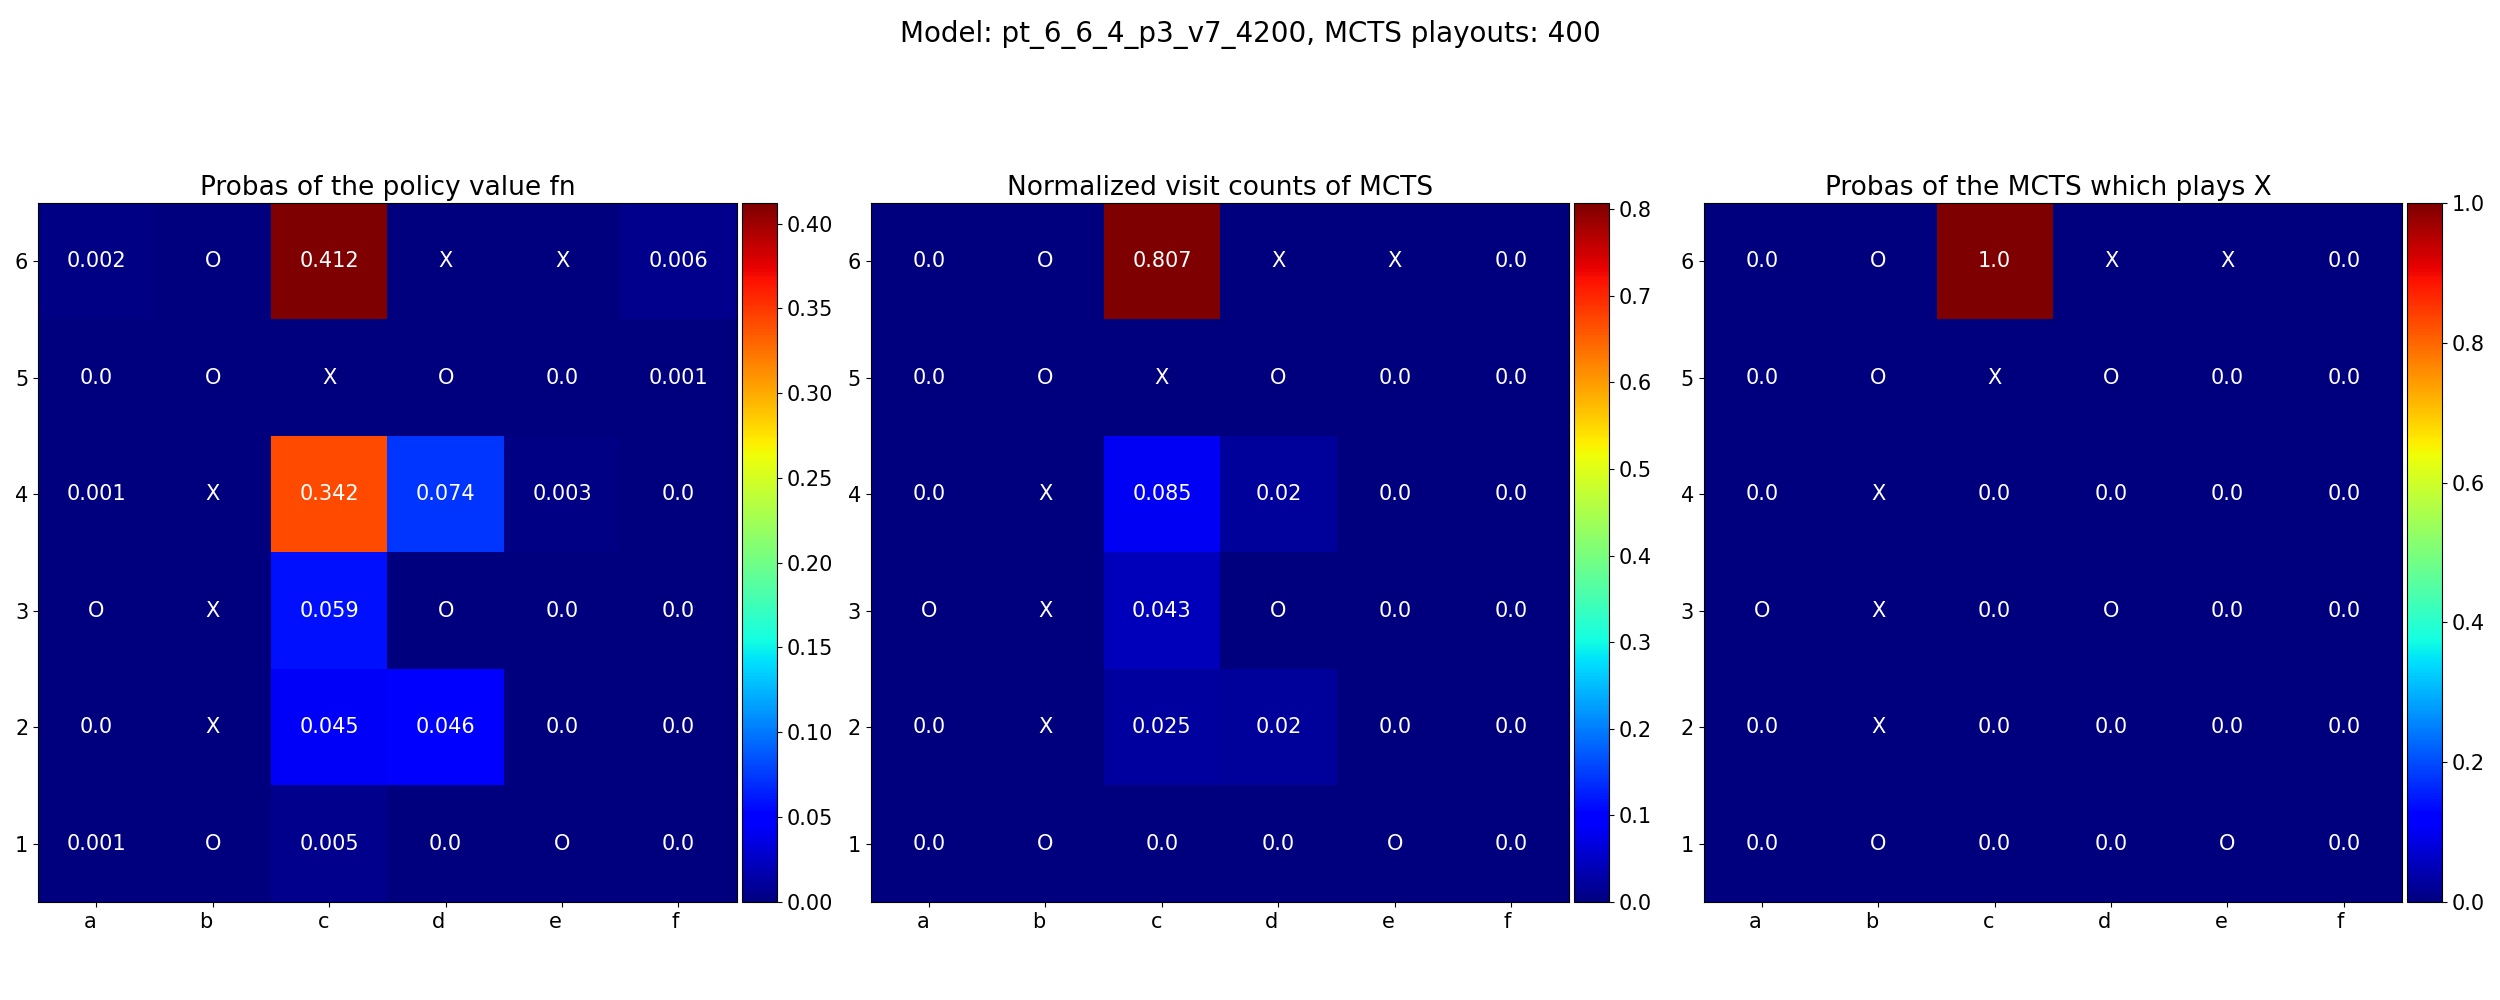 Model: pt_6_6_4_p3_v7_4200, MCTS playouts: 400
Probas of the policy value fn
6 0.002 O 0.412 X X 0.006
5 0.0 O X O 0.0 0.001
4 0.001 X 0.342 0.074 0.003 0.0
3 O X 0.059 O 0.0 0.0
2 0.0 X 0.045 0.046 0.0 0.0
1 0.001 O 0.005 0.0 O 0.0
a b c d e f
0.40
0.35
0.30
0.25
0.20
0.15
0.10
0.05
0.00
Normalized visit counts of MCTS
6 0.0 O 0.807 X X 0.0
5 0.0 O X O 0.0 0.0
4 0.0 X 0.085 0.02 0.0 0.0
3 O X 0.043 O 0.0 0.0
2 0.0 X 0.025 0.02 0.0 0.0
1 0.0 O 0.0 0.0 O 0.0
a b c d e f
0.8
0.7
0.6
0.5
0.4
0.3
0.2
0.1
0.0
Probas of the MCTS which plays X
6 0.0 O 1.0 X X 0.0
5 0.0 O X O 0.0 0.0
4 0.0 X 0.0 0.0 0.0 0.0
3 O X 0.0 O 0.0 0.0
2 0.0 X 0.0 0.0 0.0 0.0
1 0.0 O 0.0 0.0 O 0.0
a b c d e f
1.0
0.8
0.6
0.4
0.2
0.0